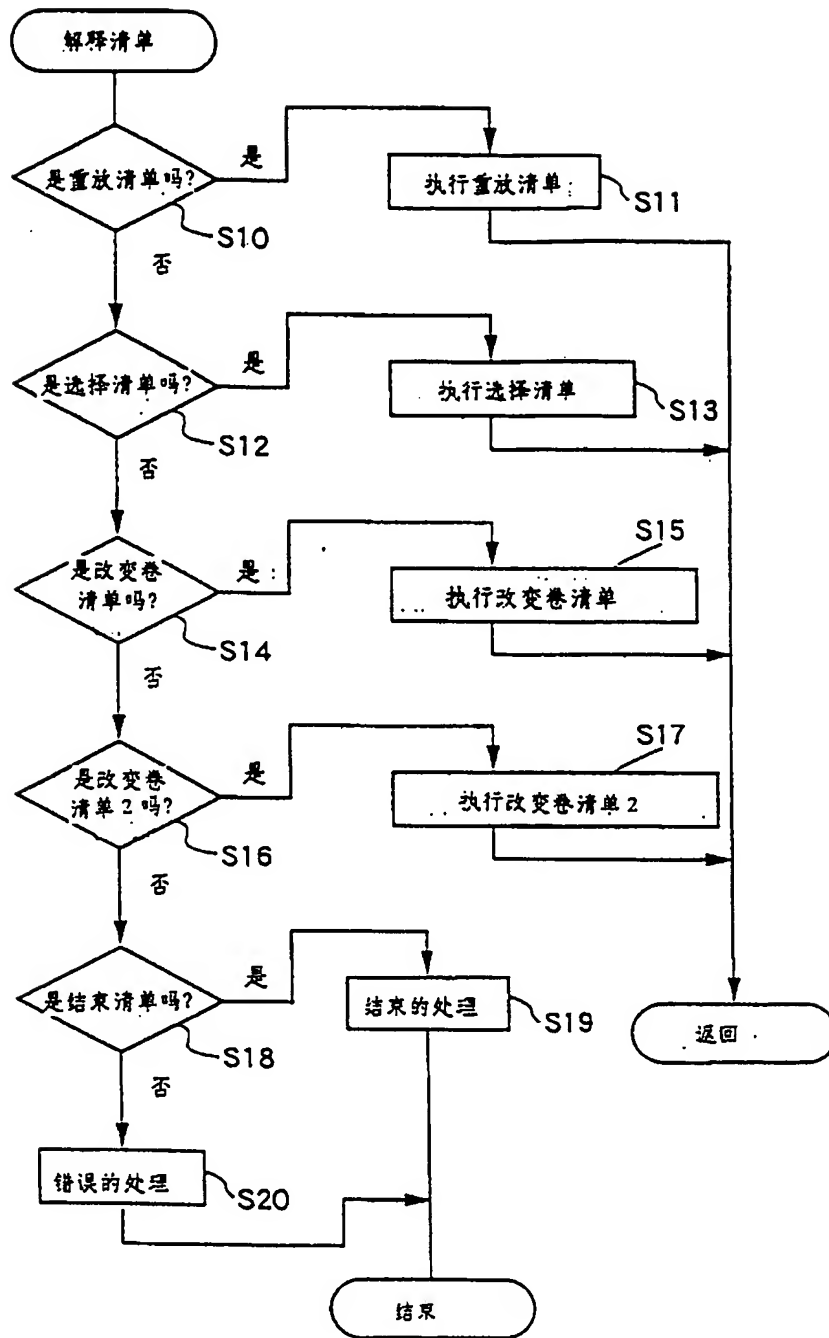 解释清单
是重放清单吗?
是
执行重放清单
S11
S10
否
是选择清单吗?
是
执行选择清单
S13
S12
否
是改变卷
清单吗?
是
S15
执行改变卷清单
S14
否
是改变卷
清单2吗?
是
S17
执行改变卷清单2
S16
否
是结束清单吗?
是
结束的处理
S19
返回
S18
否
错误的处理
S20
结束